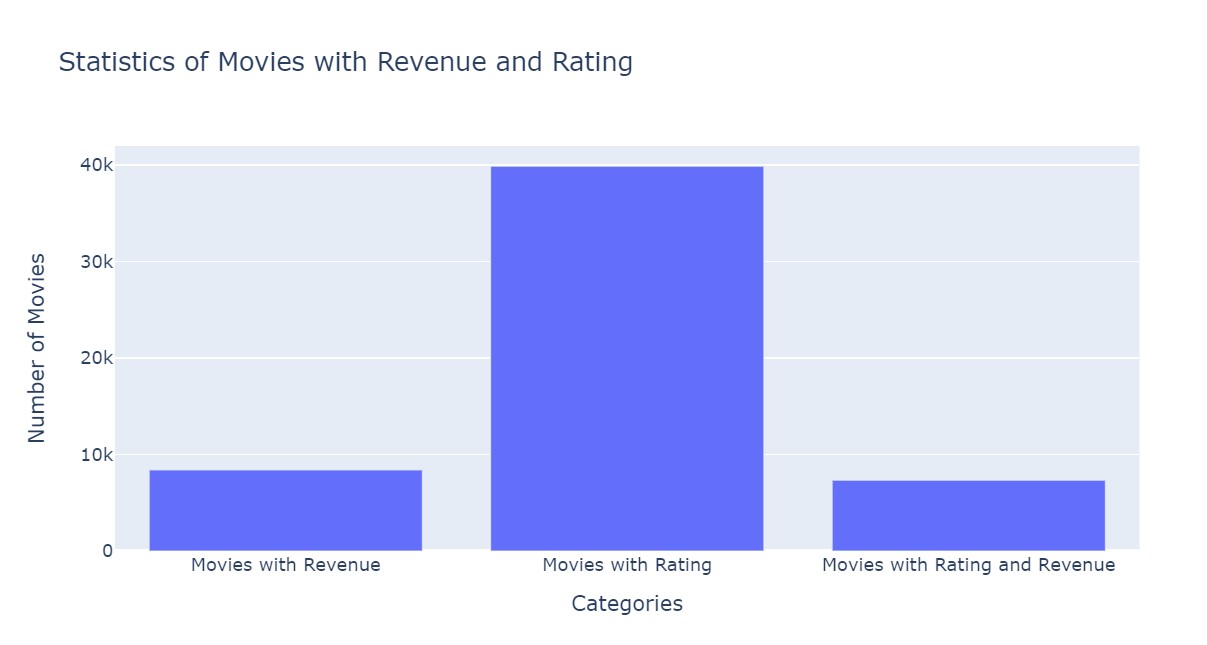 Statistics of Movies with Revenue and Rating
Number of Movies
40k
30k
20k
10k
0
Movies with Revenue
Movies with Rating
Movies with Rating and Revenue
Categories